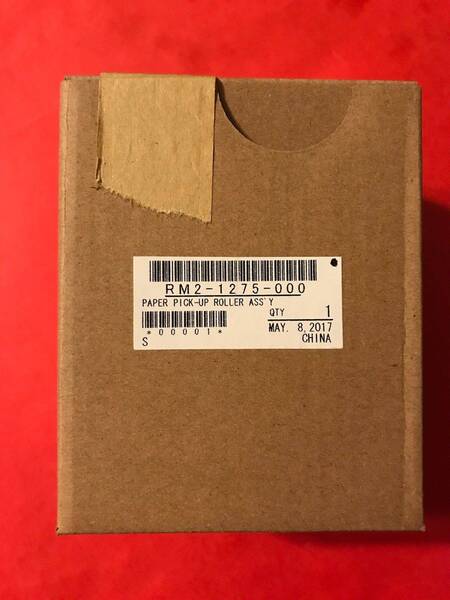 RM2-1275-000
PAPER PICK-UP ROLLER ASS'Y
QTY 1
*00001*
MAY. 8,2017
S
CHINA